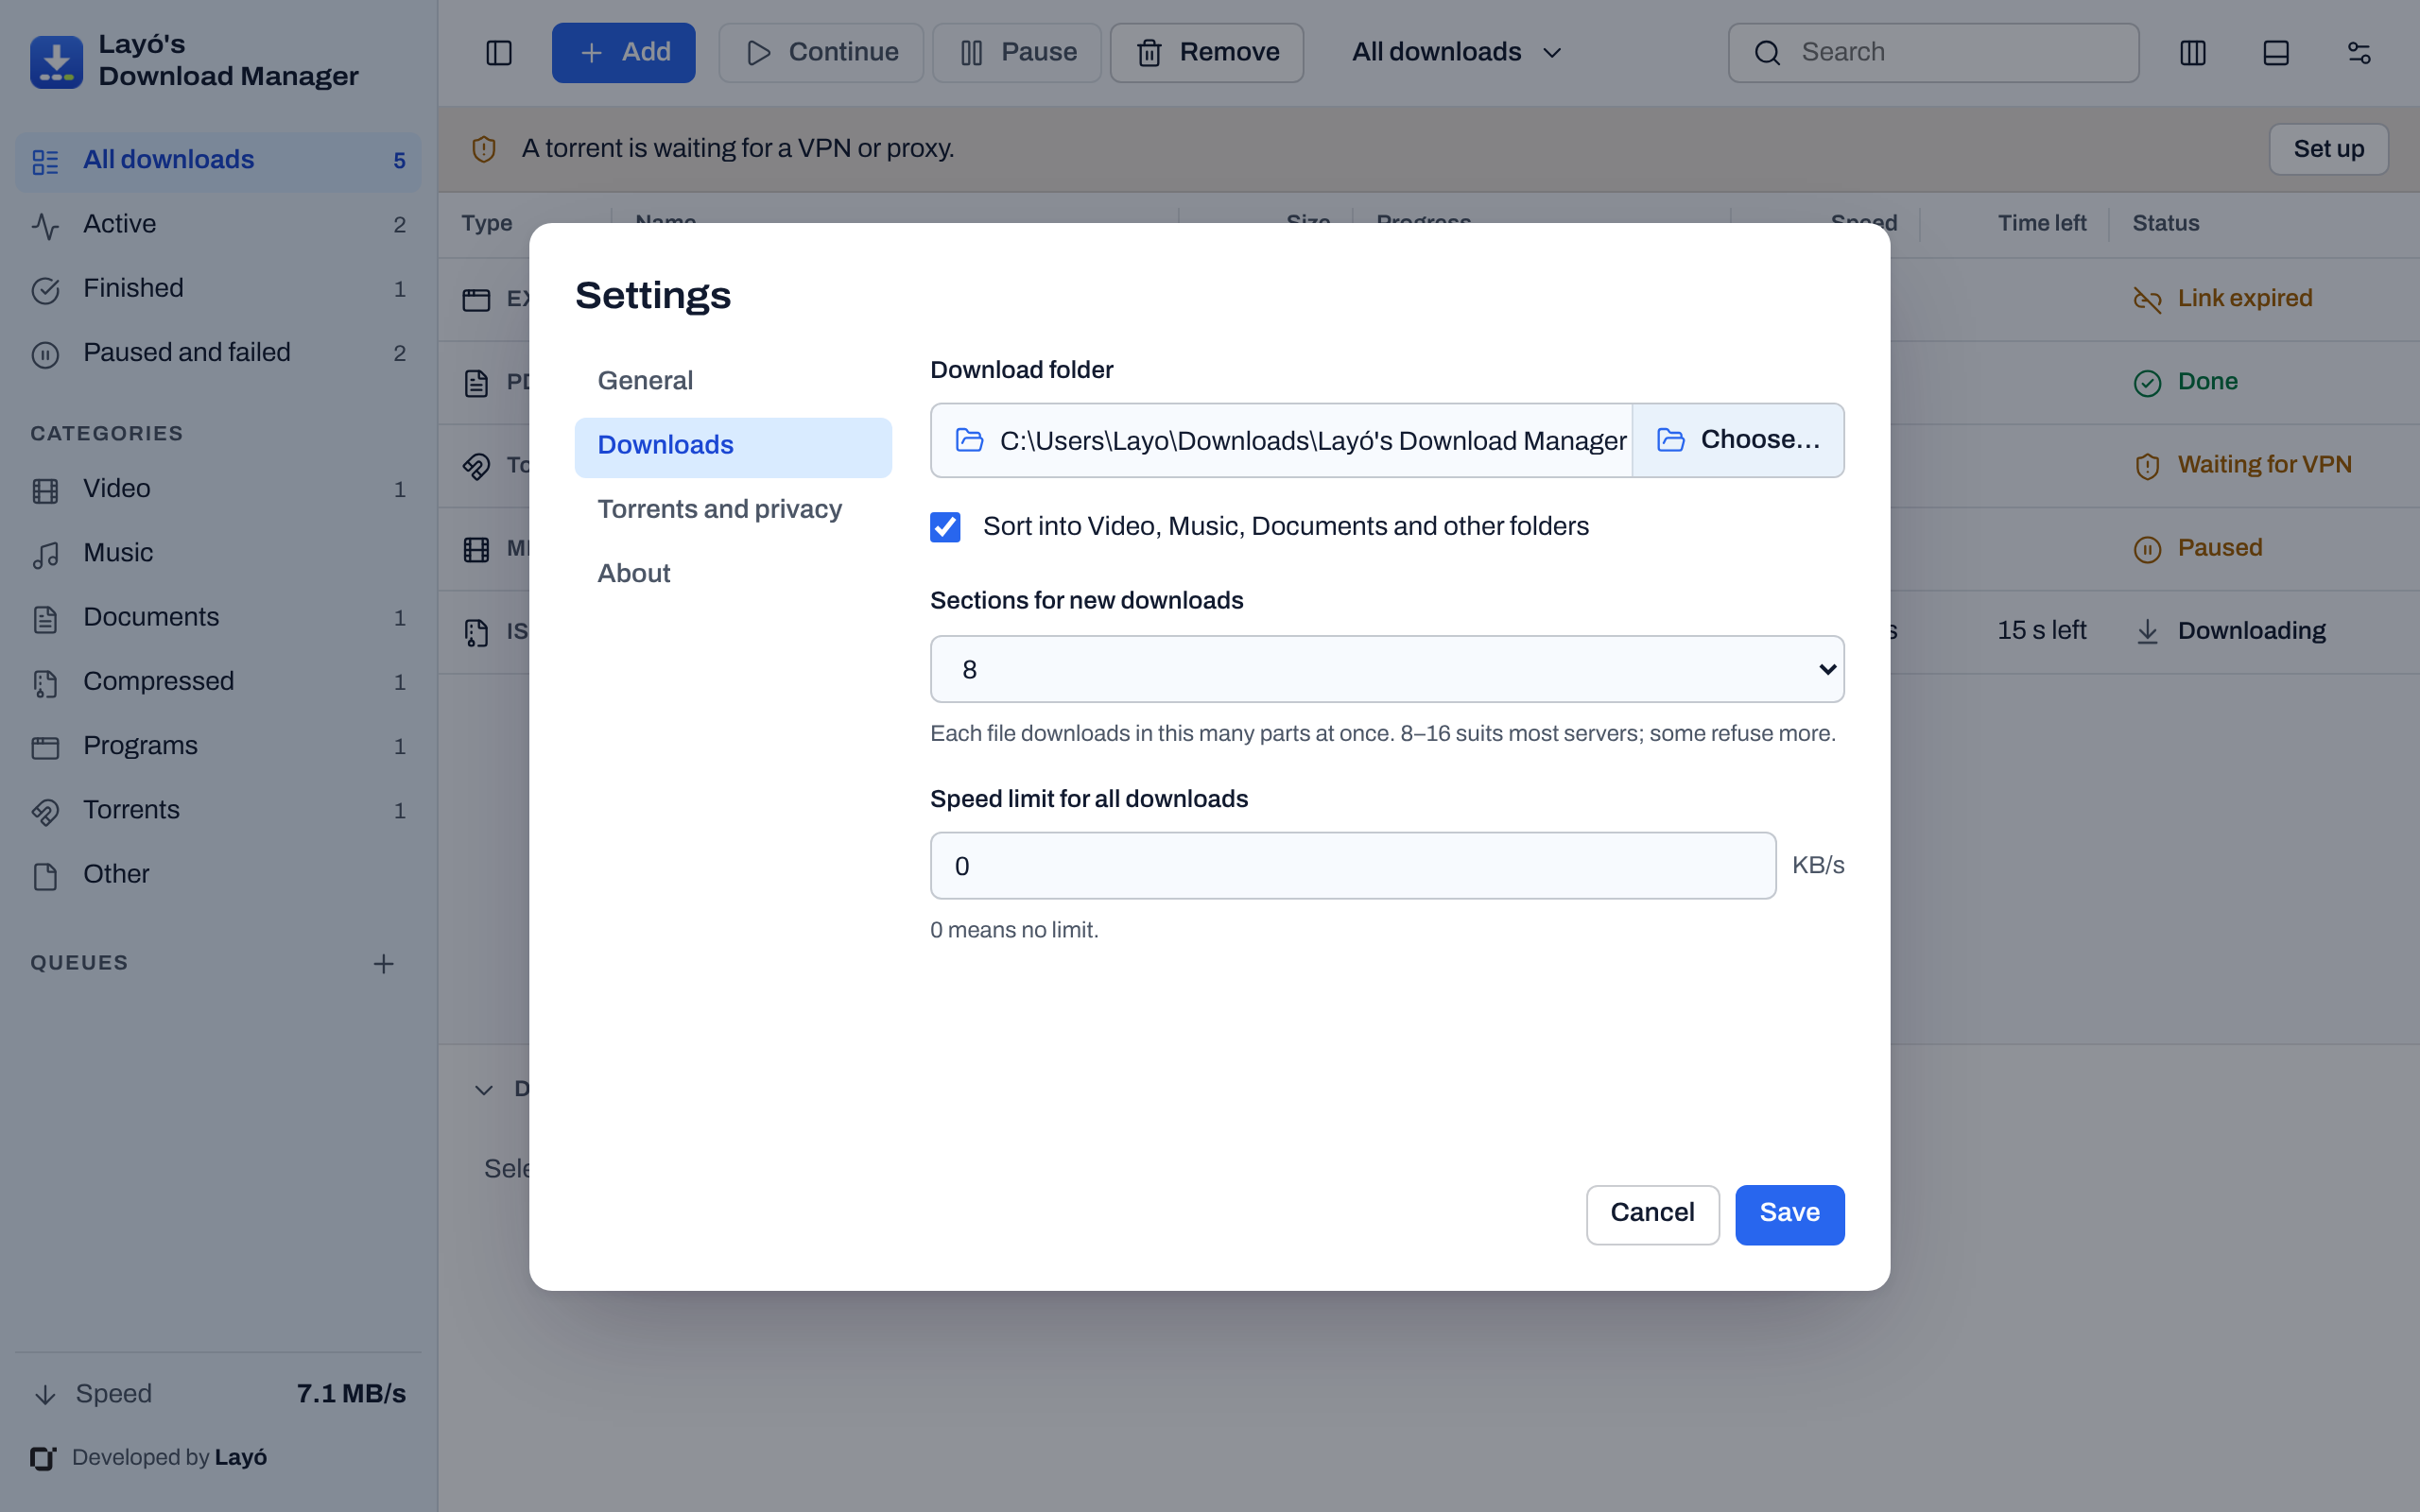 Layó's
Download Manager
Add
Continue
Pause
Remove
All downloads
Search
All downloads 5
Active 2
Finished 1
Paused and failed 2
CATEGORIES
Video 1
Music
Documents 1
Compressed 1
Programs 1
Torrents 1
Other
QUEUES
Speed 7.1 MB/s
Developed by Layó
A torrent is waiting for a VPN or proxy.
Set up
Type Name Size Progress Speed Time left Status
Link expired
Done
Waiting for VPN
Paused
15 s left Downloading
Settings
General
Downloads
Torrents and privacy
About
Download folder
C:\Users\Layo\Downloads\Layó's Download Manager
Choose...
Sort into Video, Music, Documents and other folders
Sections for new downloads
8
Each file downloads in this many parts at once. 8–16 suits most servers; some refuse more.
Speed limit for all downloads
0
KB/s
0 means no limit.
Cancel
Save